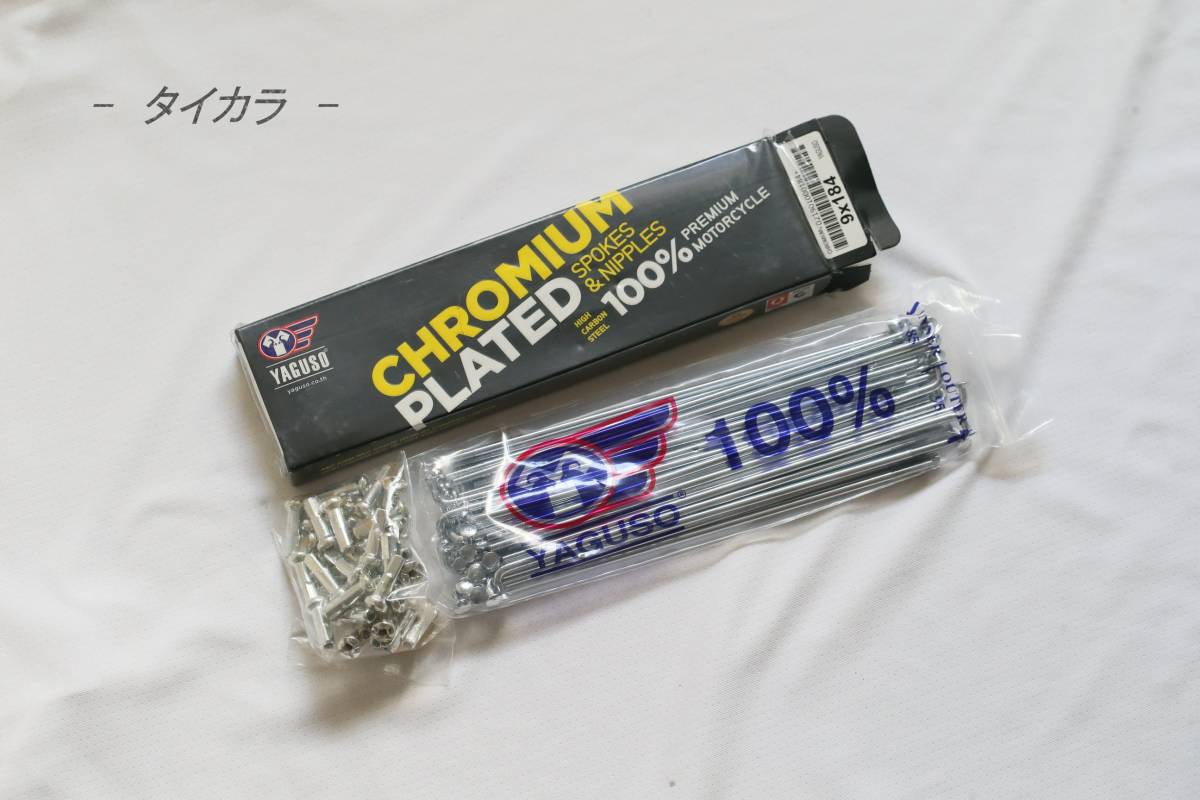 - タイカラ -
CHROMIUM
PLATED
SPOKES
& NIPPLES
HIGH
CARBON
STEEL
100%
PREMIUM
MOTORCYCLE
9x184
YAGUSO®
yaguso.co.th
100%
YAGUSO®